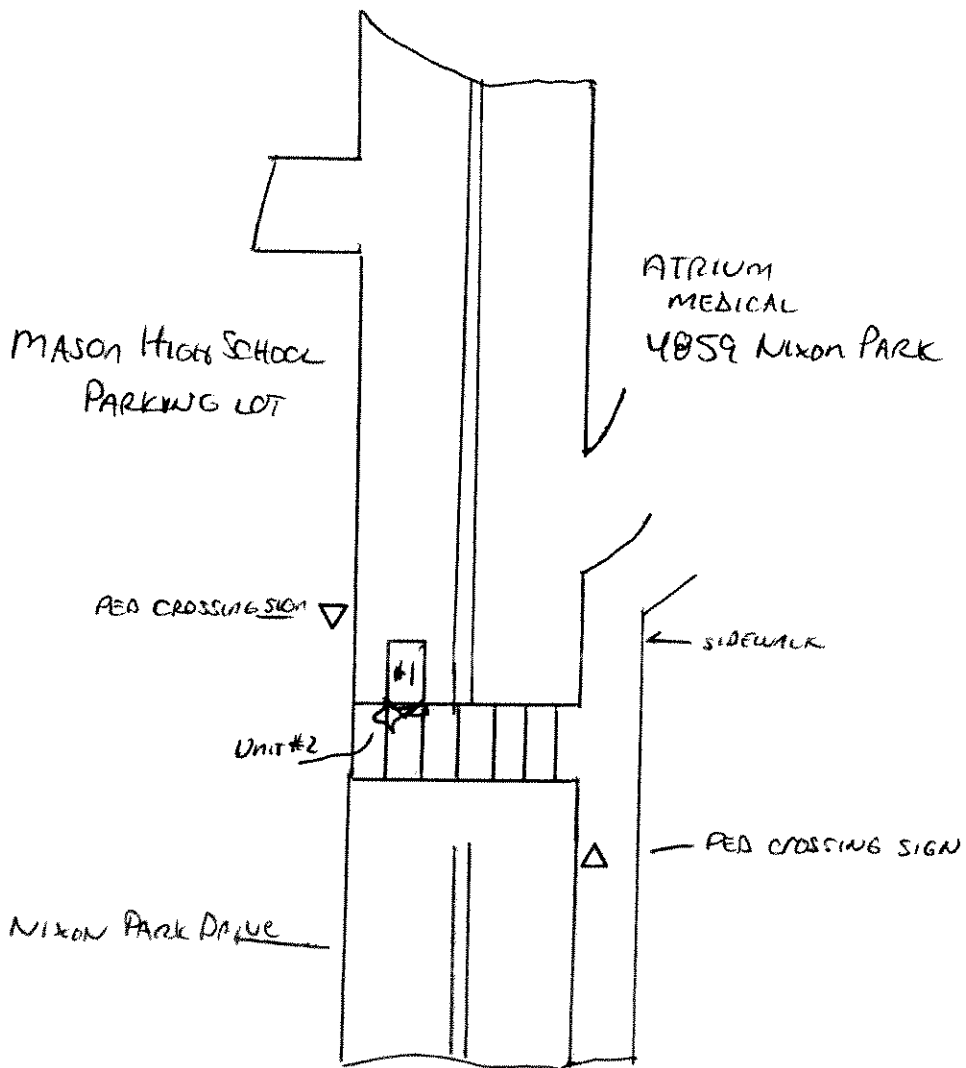 ATRIUM
MEDICAL
4859 NIXON PARK
MASON HIGH SCHOOL
PARKING LOT
PED CROSSING SIGN
SIDEWALK
#1
UNIT #2
PED CROSSING SIGN
NIXON PARK DRIVE